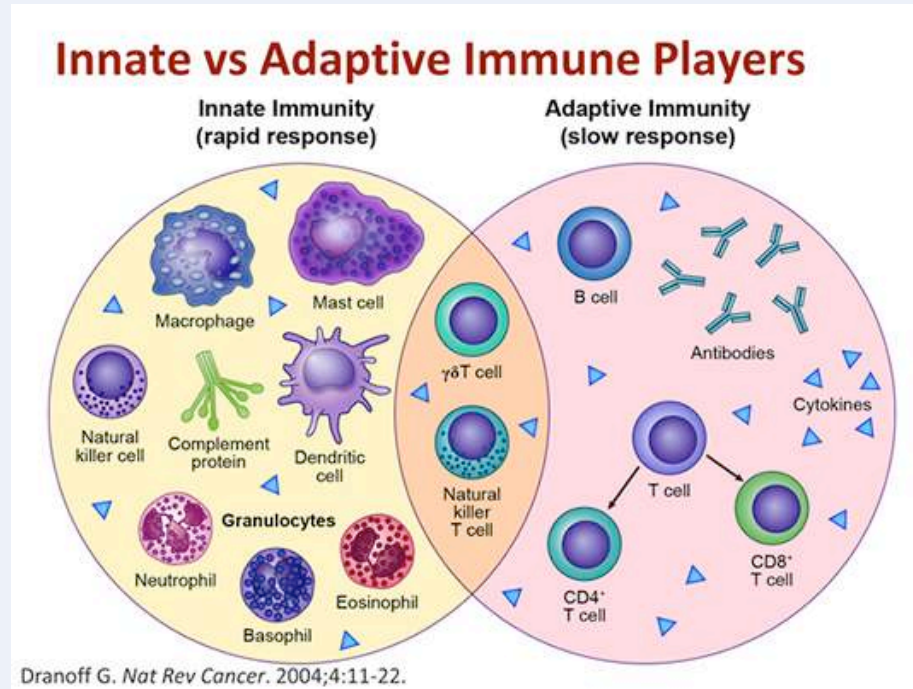 Innate vs Adaptive Immune Players
Innate Immunity
(rapid response)
Adaptive Immunity
(slow response)
Macrophage
Mast cell
Natural
killer cell
Complement
protein
Dendritic
cell
Granulocytes
Neutrophil
Basophil
Eosinophil
γδT cell
Natural
killer
T cell
B cell
Antibodies
Cytokines
T cell
CD4⁺
T cell
CD8⁺
T cell
Dranoff G. Nat Rev Cancer. 2004;4:11-22.